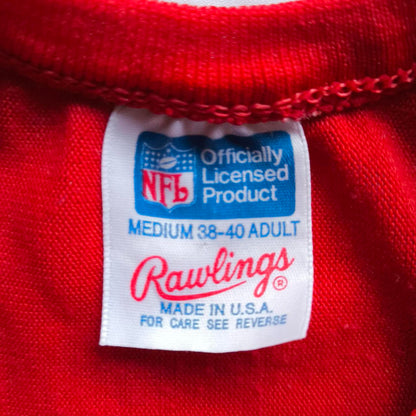 NFL
Officially
Licensed
Product
MEDIUM 38-40 ADULT
Rawlings®
MADE IN U.S.A.
FOR CARE SEE REVERSE